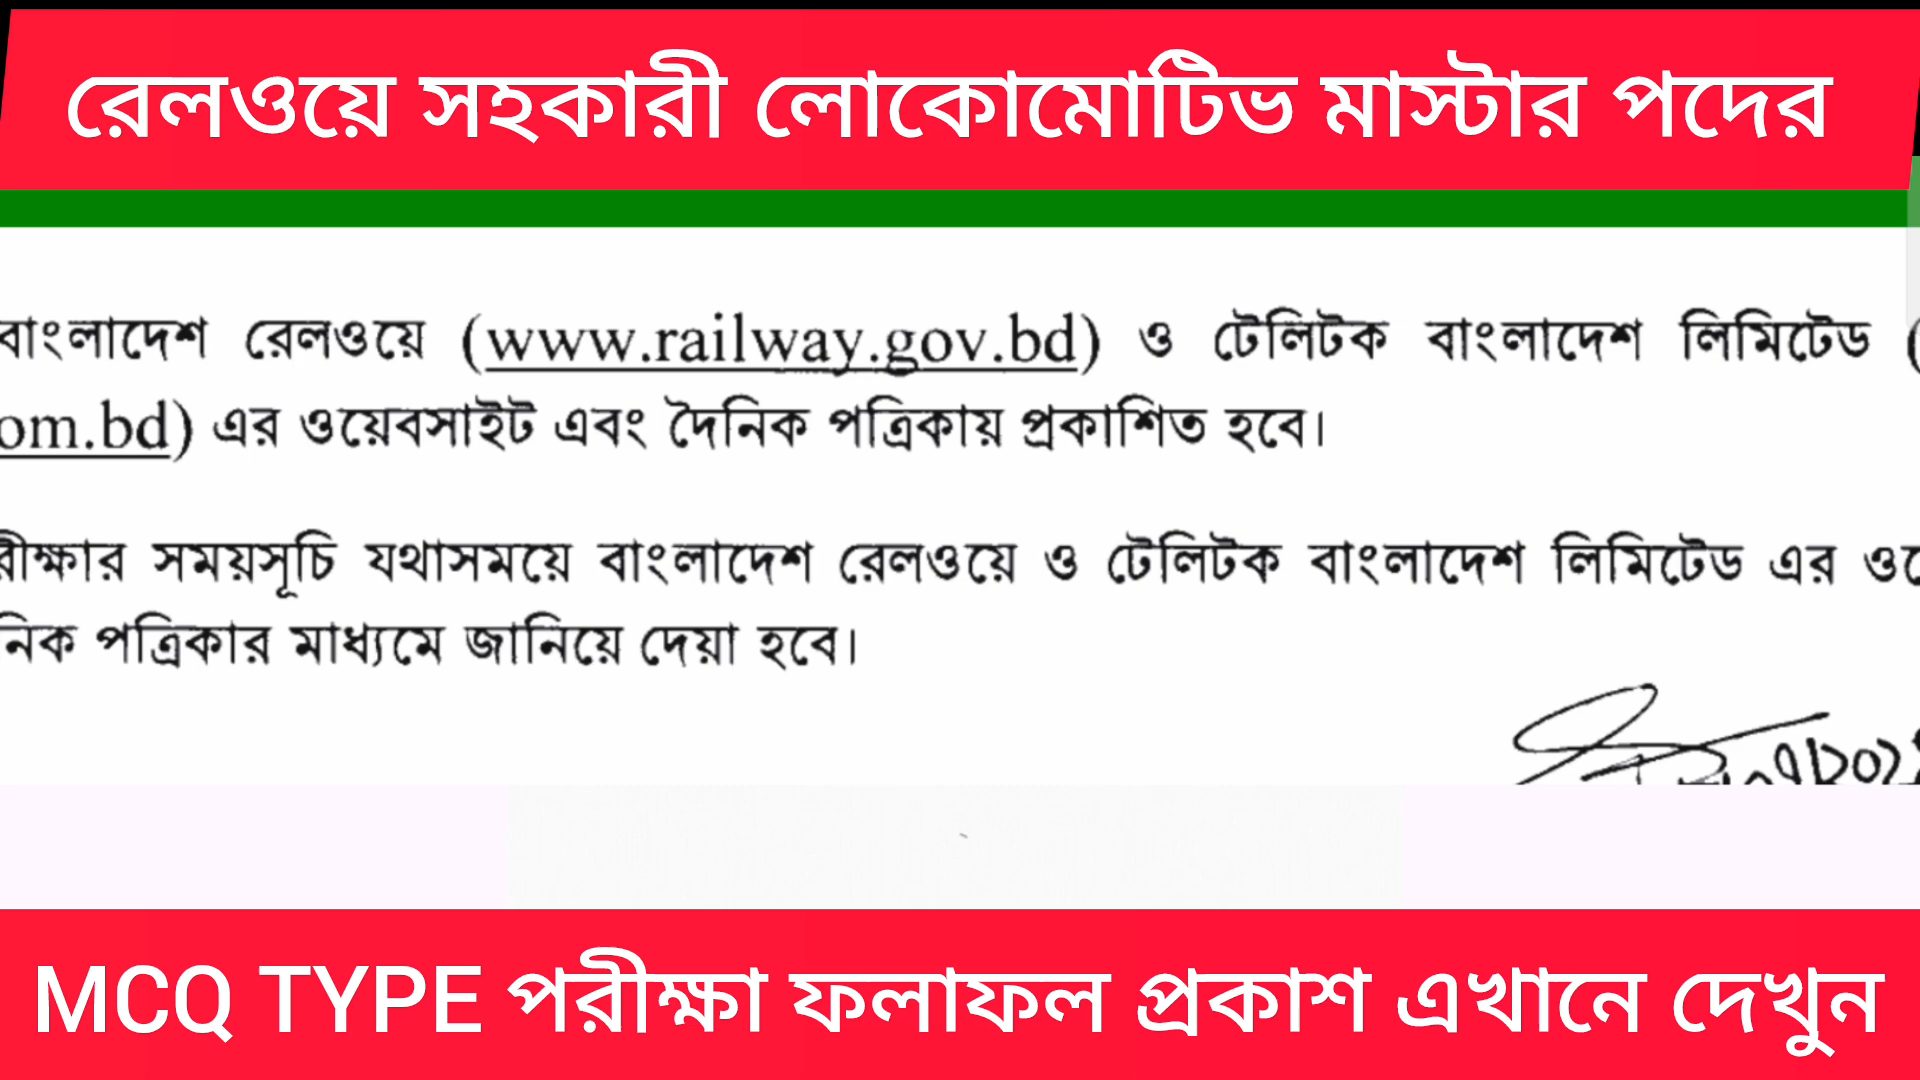 রেলওয়ে সহকারী লোকোমোটিভ মাস্টার পদের
বাংলাদেশ রেলওয়ে (www.railway.gov.bd) ও টেলিটক বাংলাদেশ লিমিটেড (
om.bd) এর ওয়েবসাইট এবং দৈনিক পত্রিকায় প্রকাশিত হবে।
রীক্ষার সময়সূচি যথাসময়ে বাংলাদেশ রেলওয়ে ও টেলিটক বাংলাদেশ লিমিটেড এর ওয়ে
নিক পত্রিকার মাধ্যমে জানিয়ে দেয়া হবে।
MCQ TYPE পরীক্ষা ফলাফল প্রকাশ এখানে দেখুন